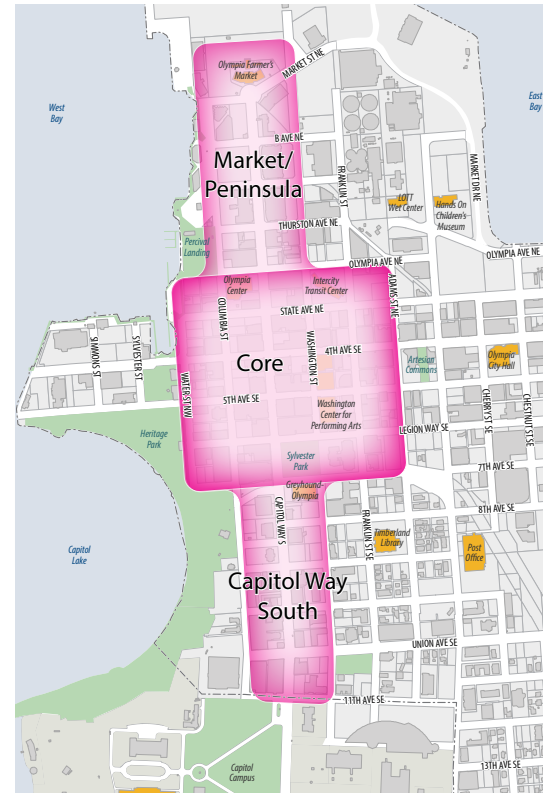 Olympia Farmer's
Market
MARKET ST NE
West
Bay
East
Bay
B AVE NE
Market/
Peninsula
FRANKLIN ST
MARKET DR NE
LOTT
Wet Center
Hands On
Children's
Museum
THURSTON AVE NE
Percival
Landing
OLYMPIA AVE NE
OLYMPIA AVE NE
Olympia
Center
Intercity
Transit Center
ADAMS ST NE
COLUMBIA ST
STATE AVE NE
SIMMONS ST
SYLVESTER ST
WASHINGTON ST
4TH AVE SE
Core
Artesian
Commons
Olympia
City Hall
WATER ST NW
5TH AVE SE
CHERRY ST SE
CHESTNUT ST SE
Washington
Center for
Performing Arts
LEGION WAY SE
Heritage
Park
Sylvester
Park
7TH AVE SE
Greyhound-
Olympia
CAPITOL WAY S
8TH AVE SE
FRANKLIN ST SE
Timberland
Library
Post
Office
Capitol
Lake
Capitol Way
South
UNION AVE SE
11TH AVE SE
Capitol
Campus
13TH AVE SE